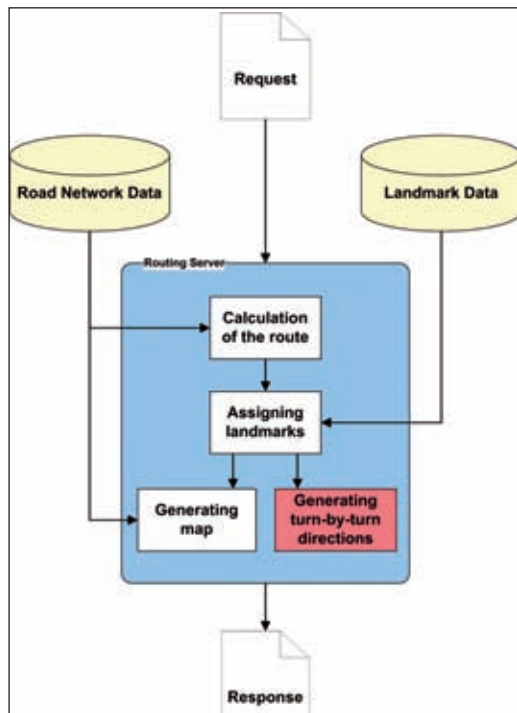 Request
Road Network Data
Landmark Data
Routing Server
Calculation
of the route
Assigning
landmarks
Generating
map
Generating
turn-by-turn
directions
Response